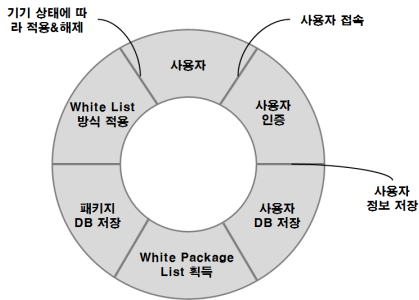 기기 상태에 따
라 적용&해제
사용자 접속
사용자
White List
방식 적용
사용자
인증
사용자
정보 저장
패키지
DB 저장
사용자
DB 저장
White Package
List 획득